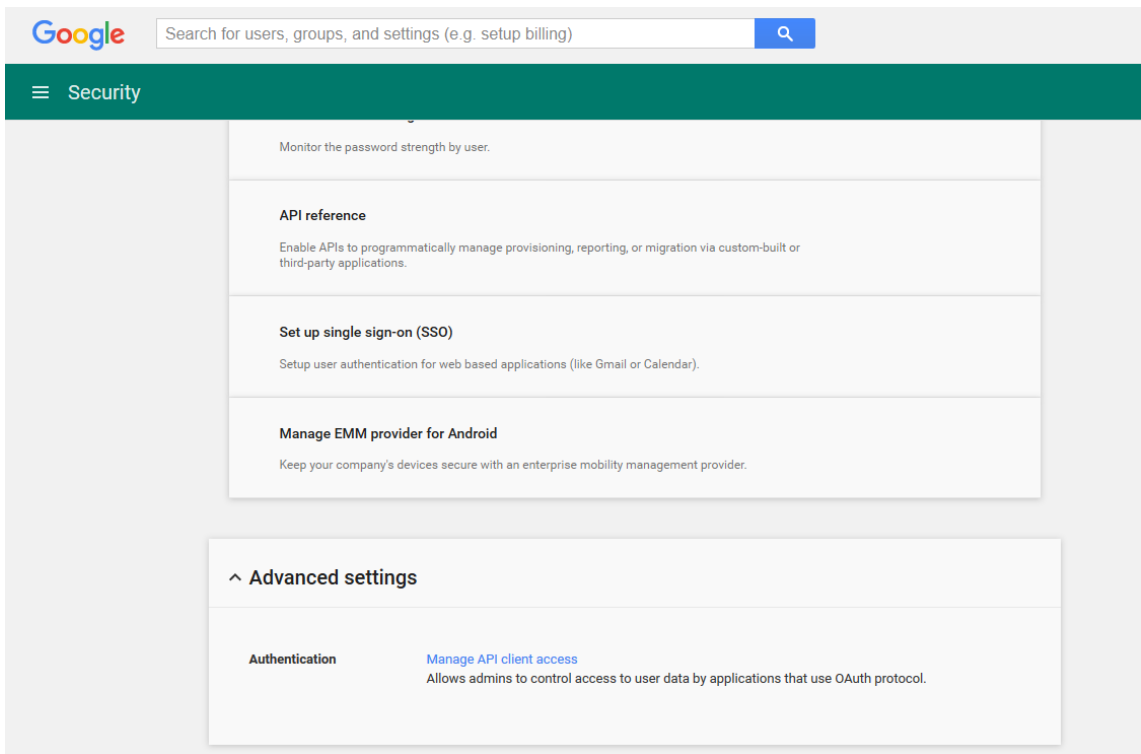 Google
Search for users, groups, and settings (e.g. setup billing)
Security
Monitor the password strength by user.
API reference
Enable APIs to programmatically manage provisioning, reporting, or migration via custom-built or
third-party applications.
Set up single sign-on (SSO)
Setup user authentication for web based applications (like Gmail or Calendar).
Manage EMM provider for Android
Keep your company's devices secure with an enterprise mobility management provider.
Advanced settings
Authentication
Manage API client access
Allows admins to control access to user data by applications that use OAuth protocol.